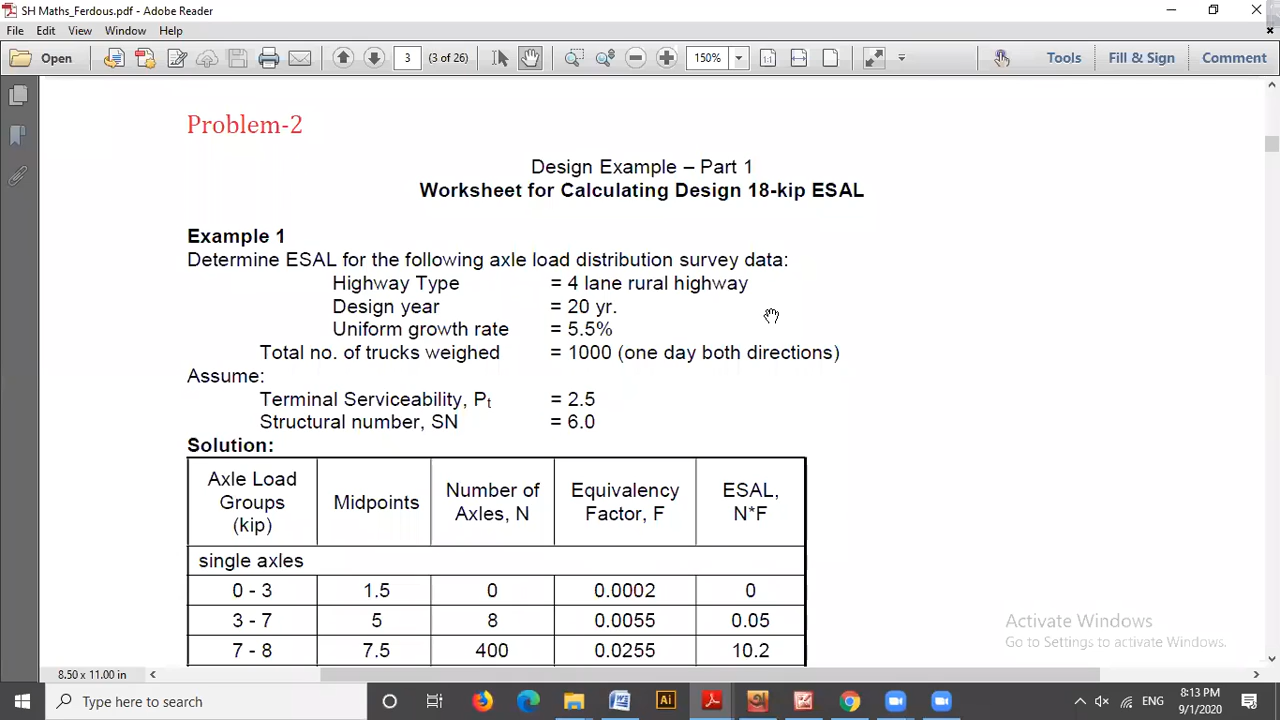 SH Maths_Ferdous.pdf - Adobe Reader
File Edit View Window Help
Open 3 (3 of 26) 150% Tools Fill & Sign Comment
Problem-2
Design Example – Part 1
Worksheet for Calculating Design 18-kip ESAL
Example 1
Determine ESAL for the following axle load distribution survey data:
Highway Type = 4 lane rural highway
Design year = 20 yr.
Uniform growth rate = 5.5%
Total no. of trucks weighed = 1000 (one day both directions)
Assume:
Terminal Serviceability, Pt = 2.5
Structural number, SN = 6.0
Solution:
Axle Load Groups (kip) Midpoints Number of Axles, N Equivalency Factor, F ESAL, N*F
single axles
0 - 3 1.5 0 0.0002 0
3 - 7 5 8 0.0055 0.05
7 - 8 7.5 400 0.0255 10.2
Activate Windows
Go to Settings to activate Windows.
8.50 x 11.00 in
Type here to search
ENG
8:13 PM
9/1/2020